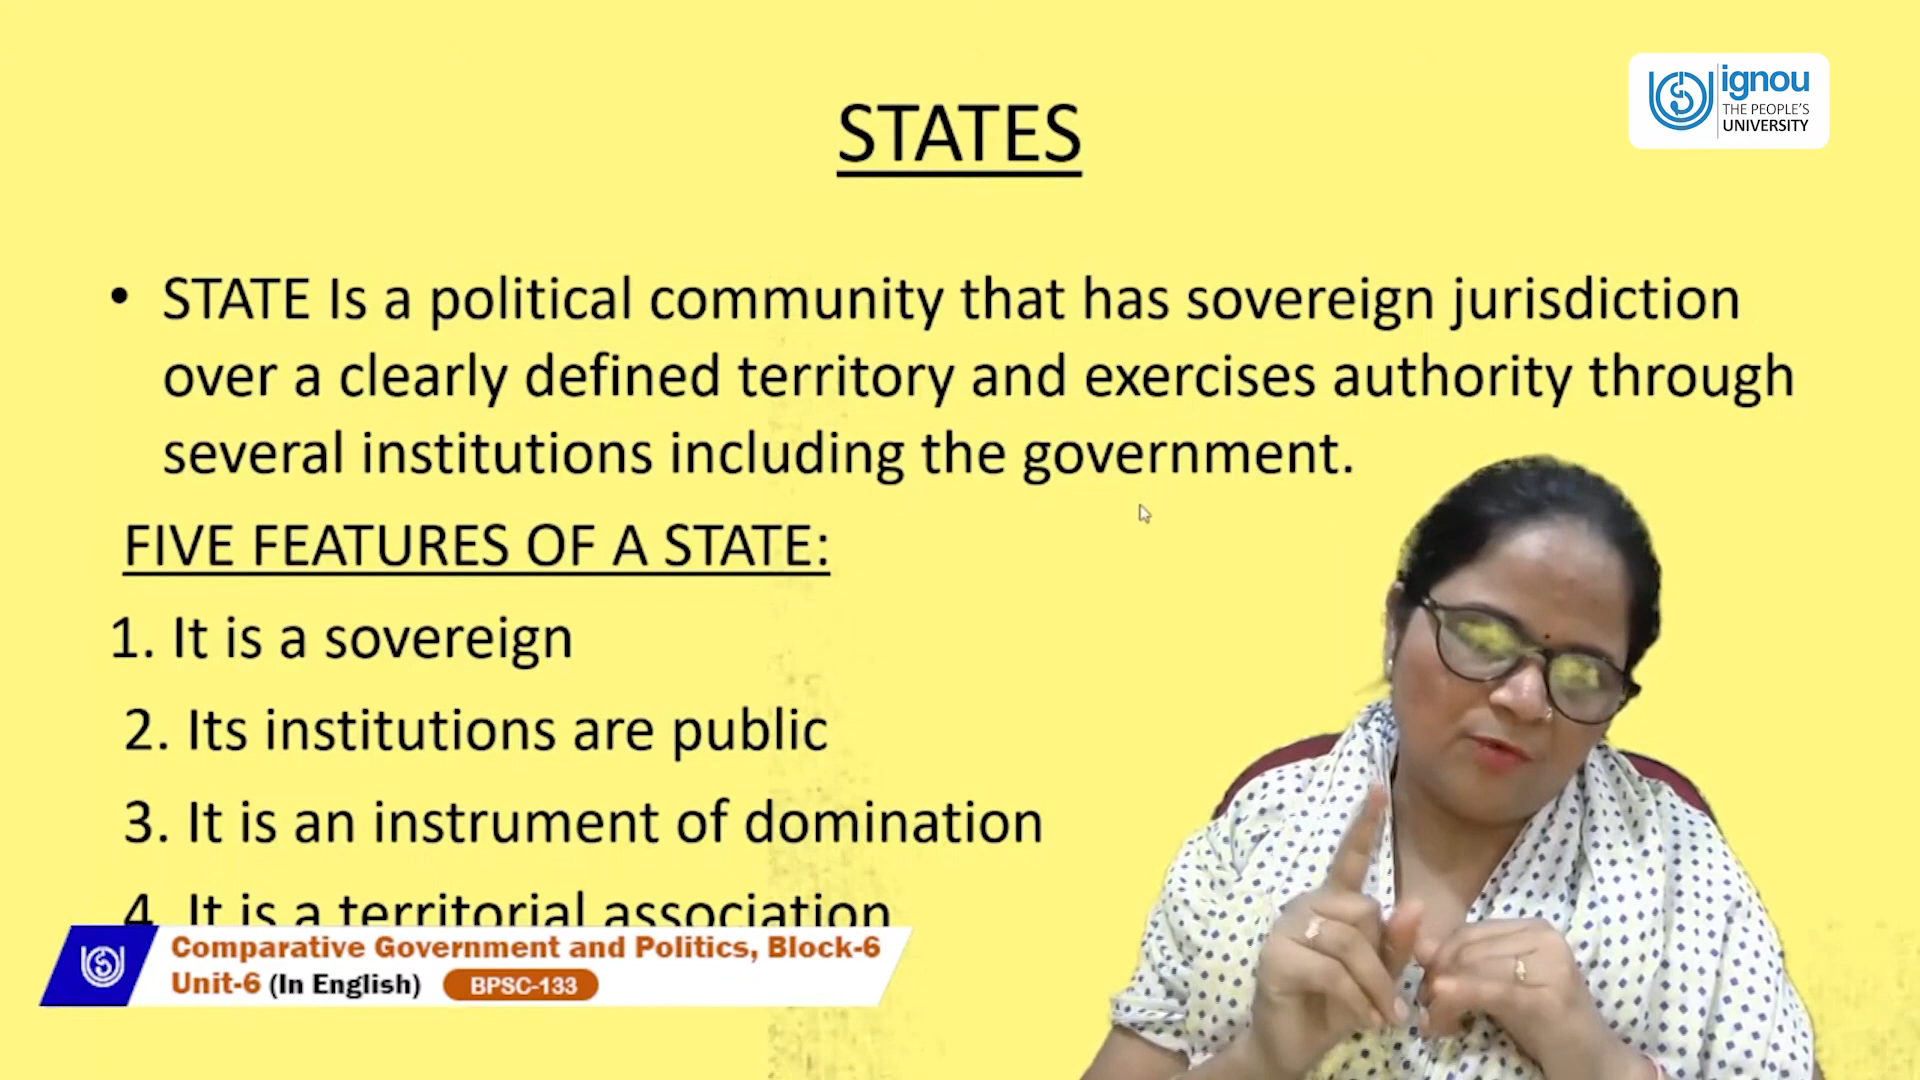 STATES
ignou
THE PEOPLE'S
UNIVERSITY
• STATE Is a political community that has sovereign jurisdiction
over a clearly defined territory and exercises authority through
several institutions including the government.
FIVE FEATURES OF A STATE:
1. It is a sovereign
2. Its institutions are public
3. It is an instrument of domination
4. It is a territorial association
Comparative Government and Politics, Block-6
Unit-6 (In English) BPSC-133